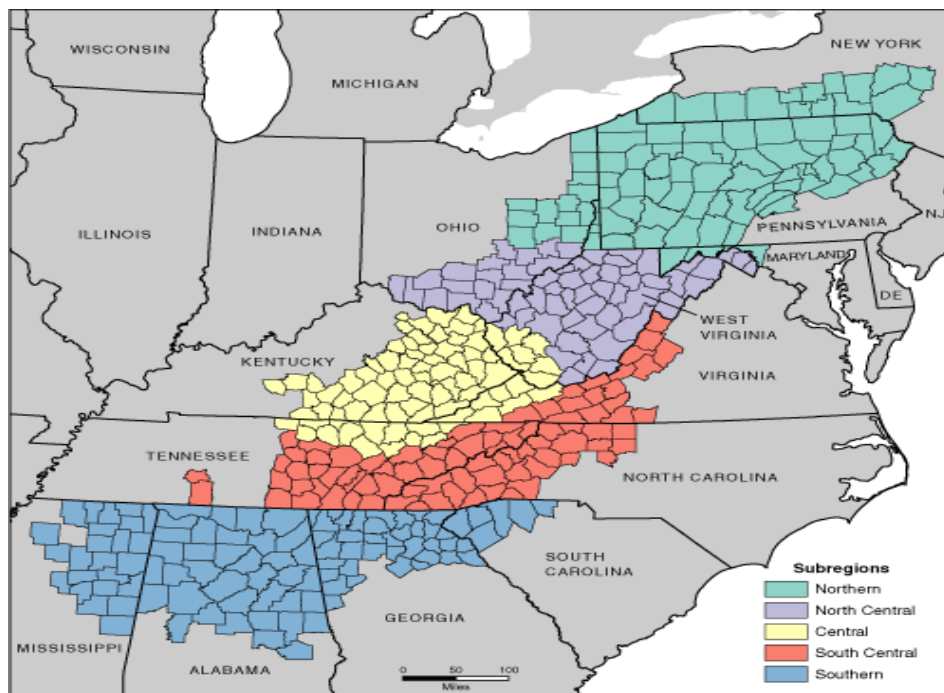 WISCONSIN
NEW YORK
MICHIGAN
PENNSYLVANIA
NJ
ILLINOIS
INDIANA
OHIO
MARYLAND
DE
WEST
VIRGINIA
KENTUCKY
VIRGINIA
TENNESSEE
NORTH CAROLINA
SOUTH
CAROLINA
GEORGIA
MISSISSIPPI
ALABAMA
0 50 100
Miles
Subregions
Northern
North Central
Central
South Central
Southern